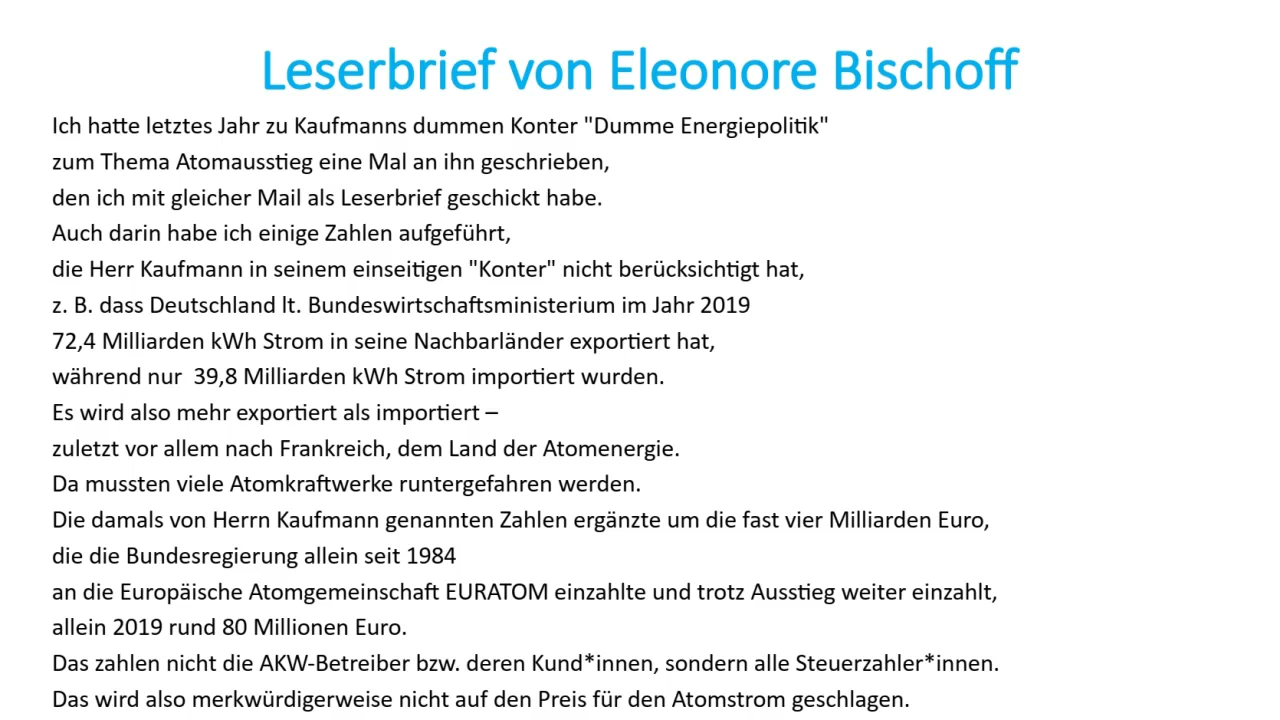 Leserbrief von Eleonore Bischoff
Ich hatte letztes Jahr zu Kaufmanns dummen Konter "Dumme Energiepolitik"
zum Thema Atomausstieg eine Mal an ihn geschrieben,
den ich mit gleicher Mail als Leserbrief geschickt habe.
Auch darin habe ich einige Zahlen aufgeführt,
die Herr Kaufmann in seinem einseitigen "Konter" nicht berücksichtigt hat,
z. B. dass Deutschland lt. Bundeswirtschaftsministerium im Jahr 2019
72,4 Milliarden kWh Strom in seine Nachbarländer exportiert hat,
während nur  39,8 Milliarden kWh Strom importiert wurden.
Es wird also mehr exportiert als importiert –
zuletzt vor allem nach Frankreich, dem Land der Atomenergie.
Da mussten viele Atomkraftwerke runtergefahren werden.
Die damals von Herrn Kaufmann genannten Zahlen ergänzte um die fast vier Milliarden Euro,
die die Bundesregierung allein seit 1984
an die Europäische Atomgemeinschaft EURATOM einzahlte und trotz Ausstieg weiter einzahlt,
allein 2019 rund 80 Millionen Euro.
Das zahlen nicht die AKW-Betreiber bzw. deren Kund*innen, sondern alle Steuerzahler*innen.
Das wird also merkwürdigerweise nicht auf den Preis für den Atomstrom geschlagen.